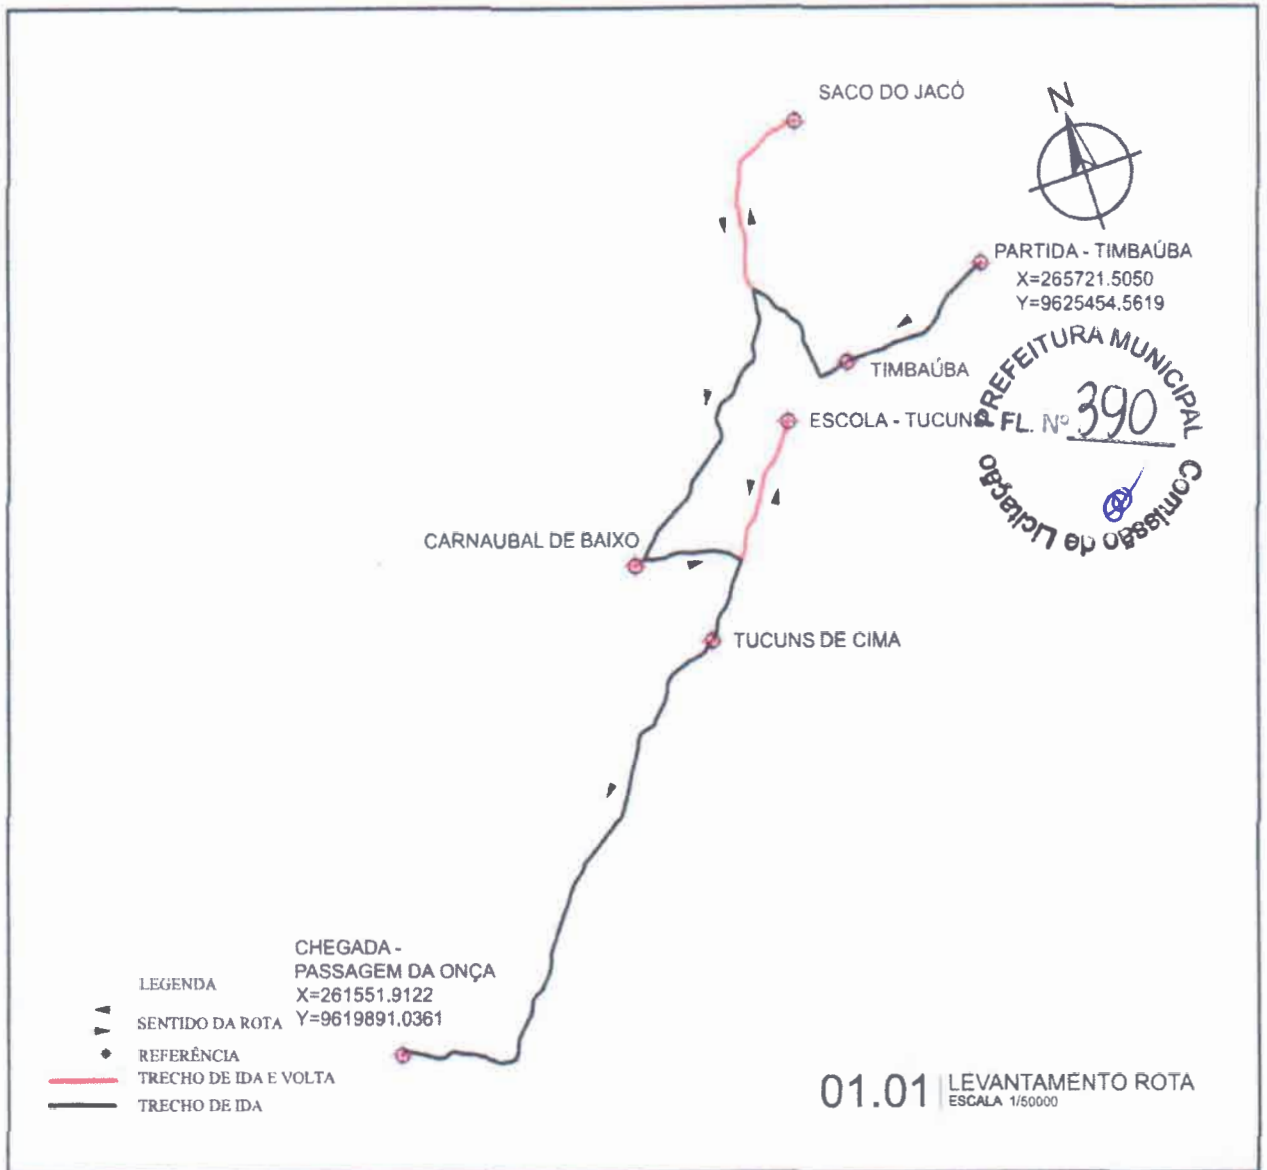 SACO DO JACÓ
N
PARTIDA - TIMBAÚBA
X=265721.5050
Y=9625454.5619
TIMBAÚBA
PREFEITURA MUNICIPAL
FL. Nº 390
Comissão de Licitação
ESCOLA - TUCUNS
CARNAUBAL DE BAIXO
TUCUNS DE CIMA
CHEGADA -
PASSAGEM DA ONÇA
X=261551.9122
Y=9619891.0361
LEGENDA
SENTIDO DA ROTA
REFERÊNCIA
TRECHO DE IDA E VOLTA
TRECHO DE IDA
01.01 LEVANTAMENTO ROTA
ESCALA 1/50000